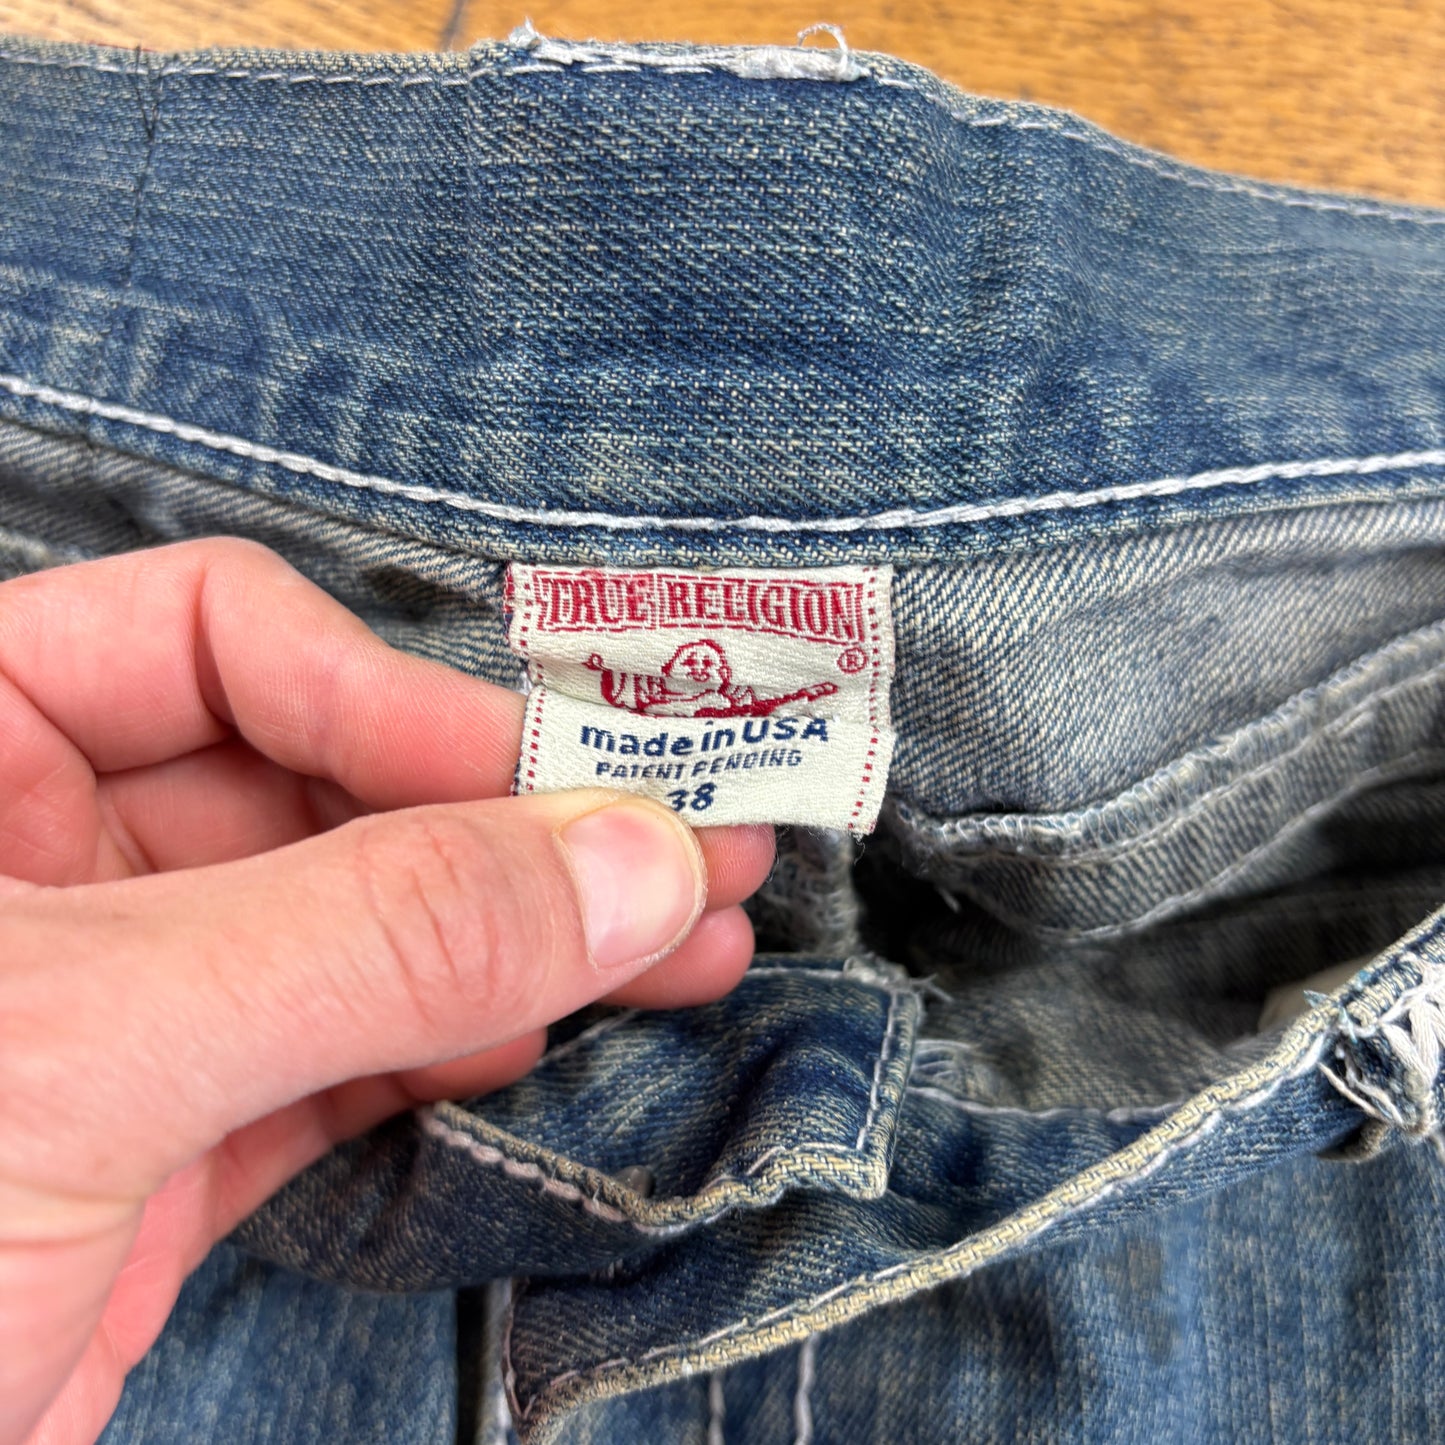 TRUE RELIGION
®
made in USA
PATENT PENDING
38